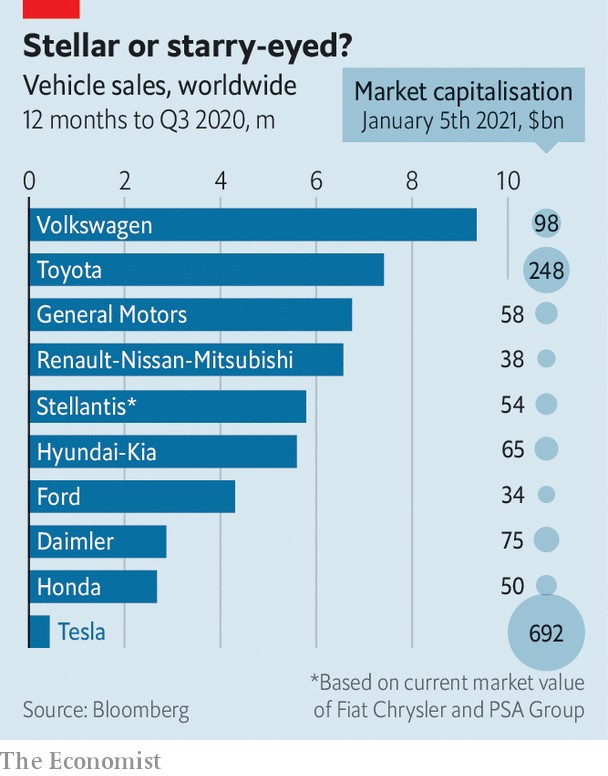 Stellar or starry-eyed?
Vehicle sales, worldwide
12 months to Q3 2020, m
Market capitalisation
January 5th 2021, $bn
0 2 4 6 8 10
Volkswagen 98
Toyota 248
General Motors 58
Renault-Nissan-Mitsubishi 38
Stellantis* 54
Hyundai-Kia 65
Ford 34
Daimler 75
Honda 50
Tesla 692
*Based on current market value
of Fiat Chrysler and PSA Group
Source: Bloomberg
The Economist